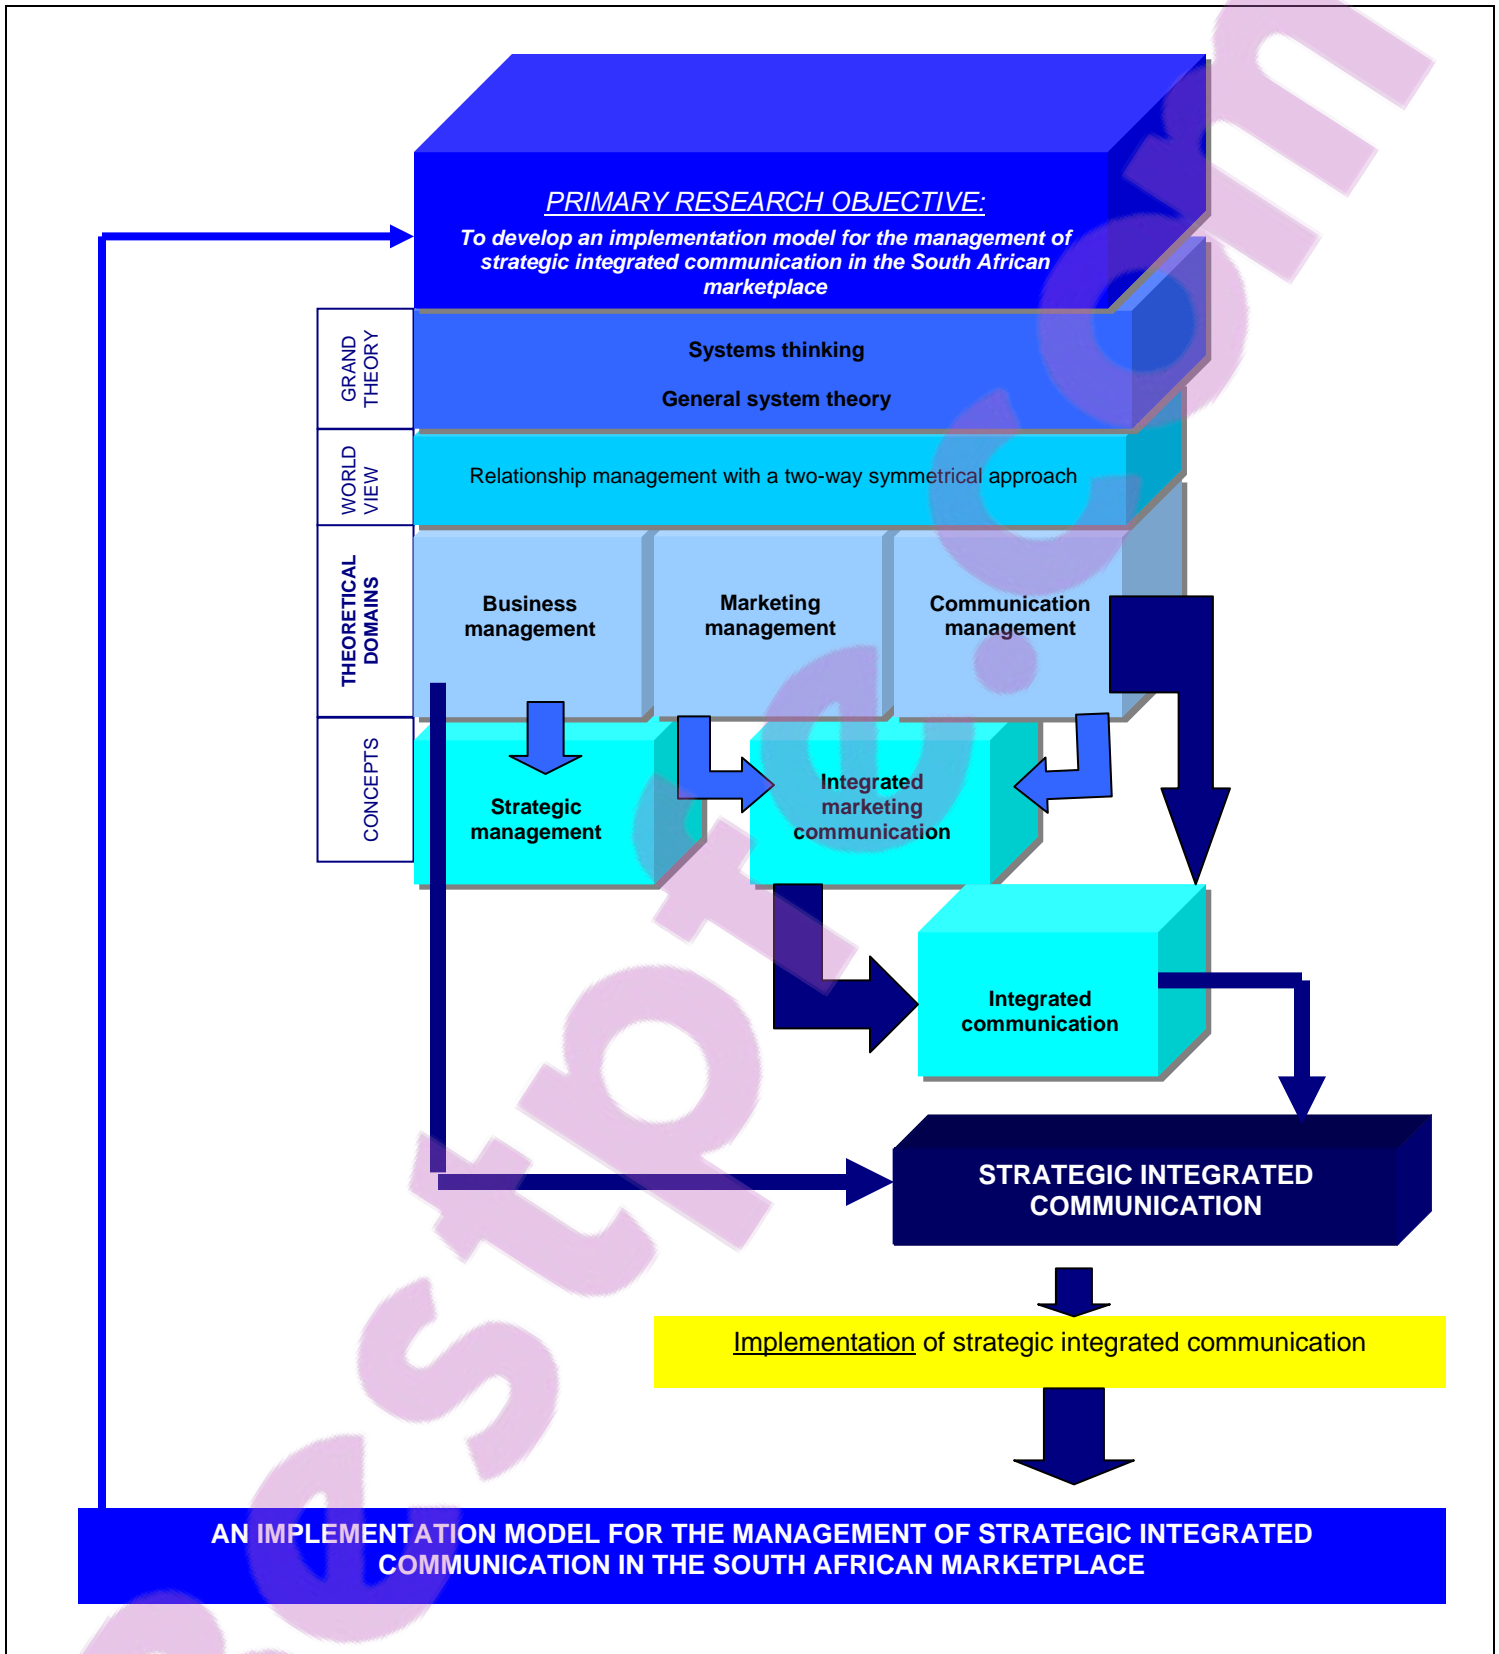 PRIMARY RESEARCH OBJECTIVE:
To develop an implementation model for the management of
strategic integrated communication in the South African
marketplace
GRAND
THEORY
Systems thinking
General system theory
WORLD
VIEW
Relationship management with a two-way symmetrical approach
THEORETICAL
DOMAINS
Business
management
Marketing
management
Communication
management
CONCEPTS
Strategic
management
Integrated
marketing
communication
Integrated
communication
STRATEGIC INTEGRATED
COMMUNICATION
Implementation of strategic integrated communication
AN IMPLEMENTATION MODEL FOR THE MANAGEMENT OF STRATEGIC INTEGRATED
COMMUNICATION IN THE SOUTH AFRICAN MARKETPLACE